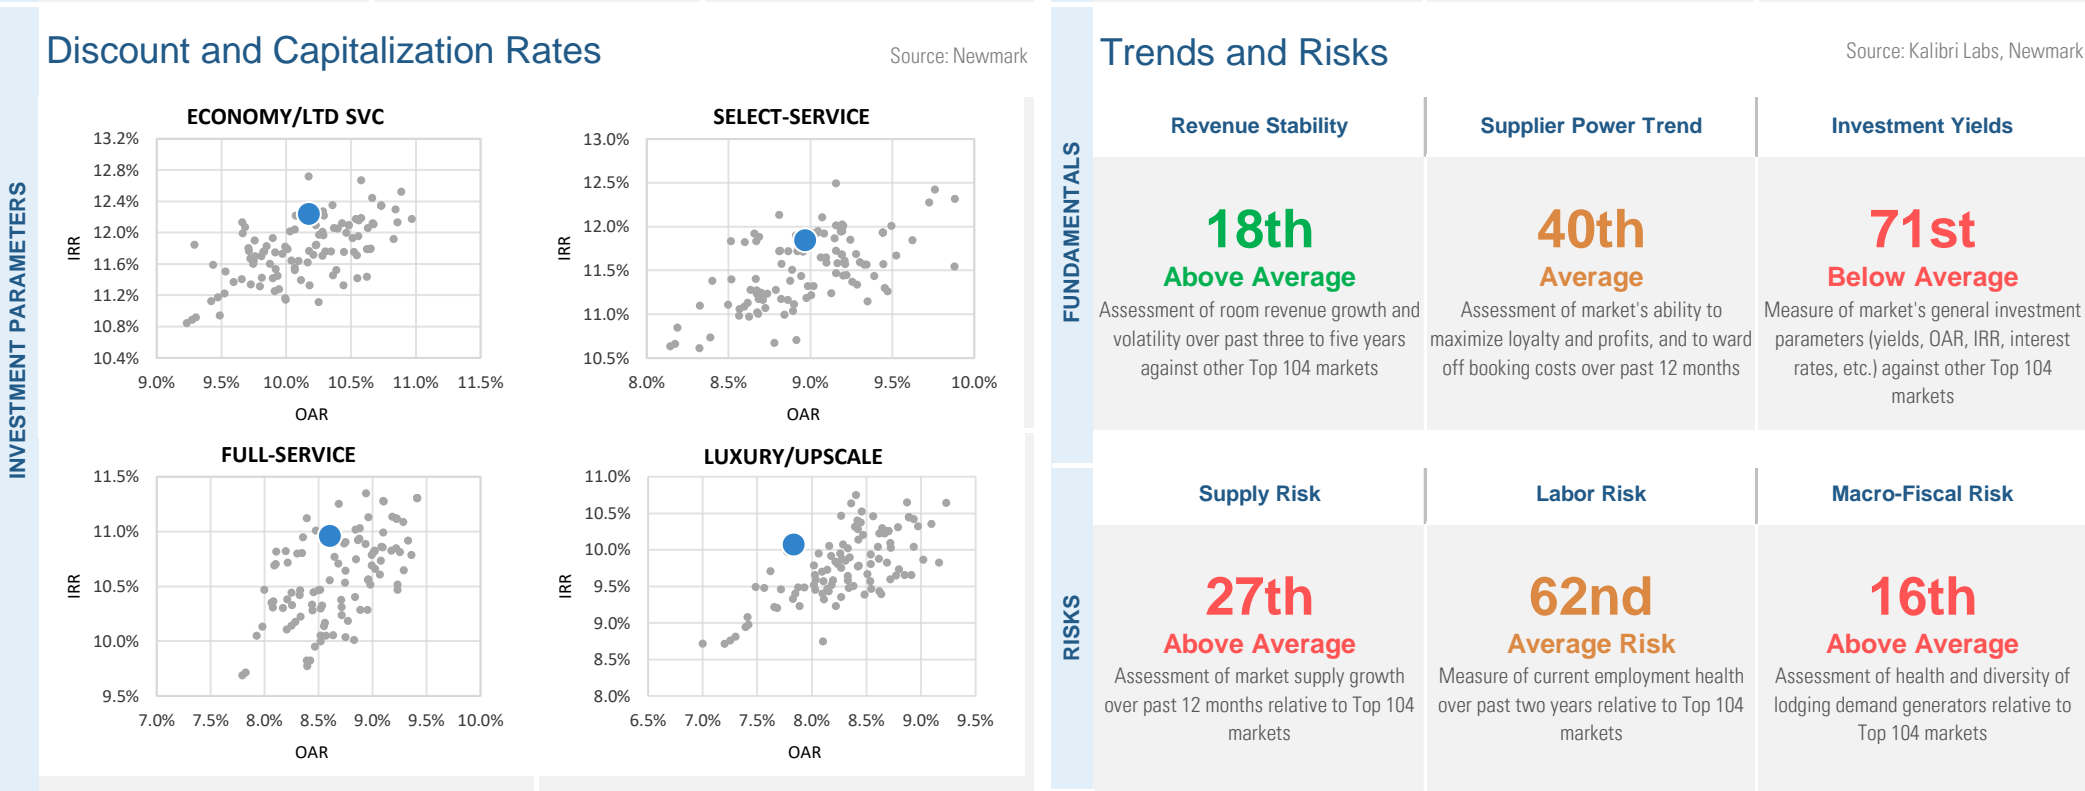 INVESTMENT PARAMETERS
Discount and Capitalization Rates
Source: Newmark
ECONOMY/LTD SVC
13.2%
12.8%
12.4%
12.0%
11.6%
11.2%
10.8%
10.4%
IRR
9.0% 9.5% 10.0% 10.5% 11.0% 11.5%
OAR
SELECT-SERVICE
13.0%
12.5%
12.0%
11.5%
11.0%
10.5%
IRR
8.0% 8.5% 9.0% 9.5% 10.0%
OAR
FULL-SERVICE
11.5%
11.0%
10.5%
10.0%
9.5%
IRR
7.0% 7.5% 8.0% 8.5% 9.0% 9.5% 10.0%
OAR
LUXURY/UPSCALE
11.0%
10.5%
10.0%
9.5%
9.0%
8.5%
8.0%
IRR
6.5% 7.0% 7.5% 8.0% 8.5% 9.0% 9.5%
OAR
Trends and Risks
Source: Kalibri Labs, Newmark
FUNDAMENTALS
Revenue Stability
18th
Above Average
Assessment of room revenue growth and
volatility over past three to five years
against other Top 104 markets
Supplier Power Trend
40th
Average
Assessment of market's ability to
maximize loyalty and profits, and to ward
off booking costs over past 12 months
Investment Yields
71st
Below Average
Measure of market's general investment
parameters (yields, OAR, IRR, interest
rates, etc.) against other Top 104
markets
RISKS
Supply Risk
27th
Above Average
Assessment of market supply growth
over past 12 months relative to Top 104
markets
Labor Risk
62nd
Average Risk
Measure of current employment health
over past two years relative to Top 104
markets
Macro-Fiscal Risk
16th
Above Average
Assessment of health and diversity of
lodging demand generators relative to
Top 104 markets